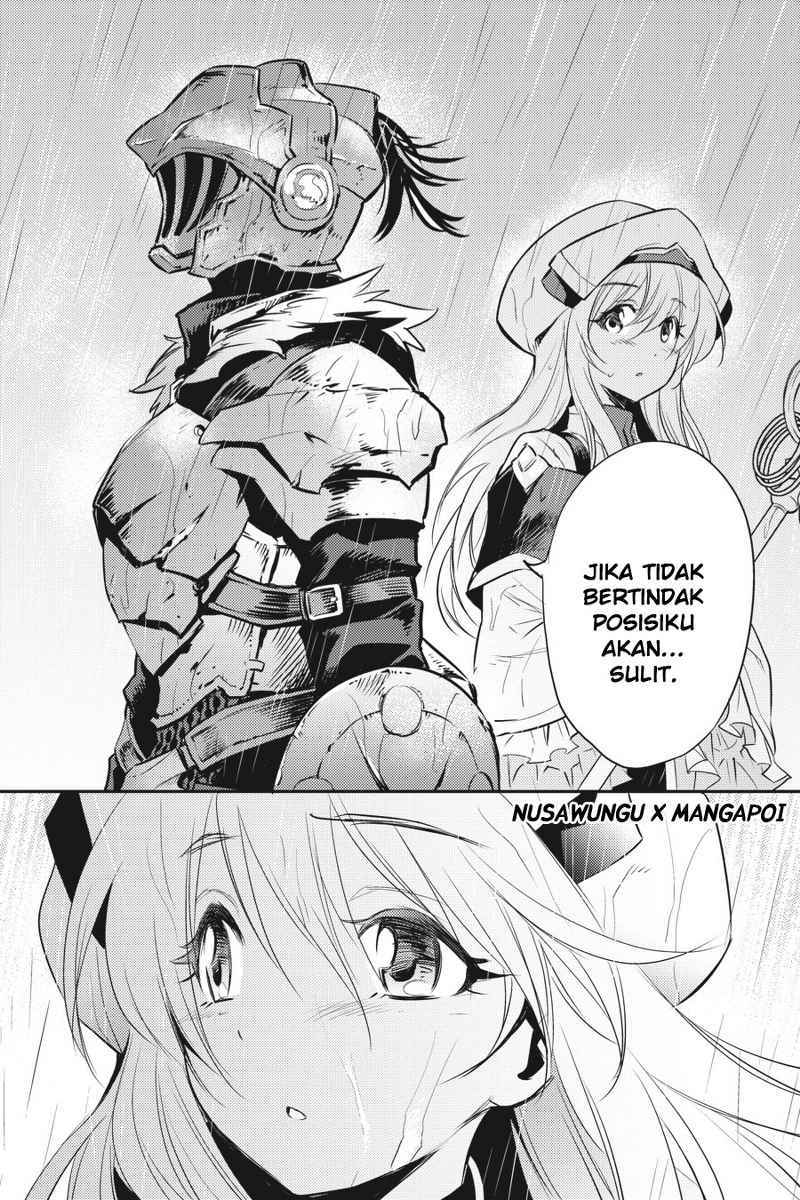 JIKA TIDAK
BERTINDAK
POSISIKU
AKAN...
SULIT.
NUSAWUNGU X MANGAPOI